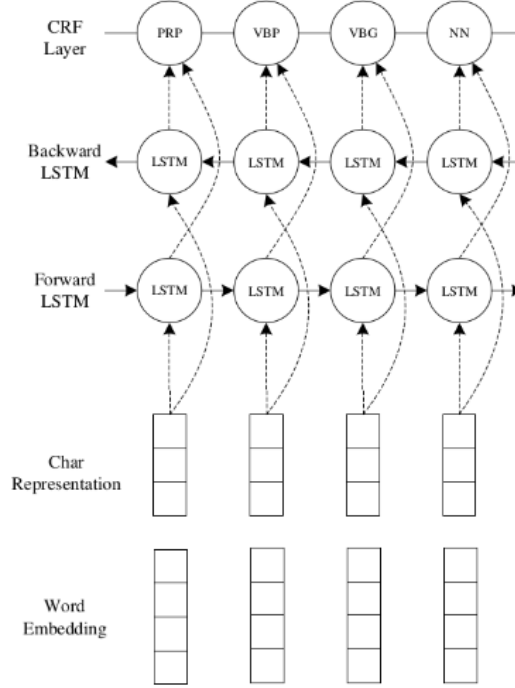 CRF
Layer
PRP VBP VBG NN
Backward
LSTM
LSTM LSTM LSTM LSTM
Forward
LSTM
LSTM LSTM LSTM LSTM
Char
Representation
Word
Embedding